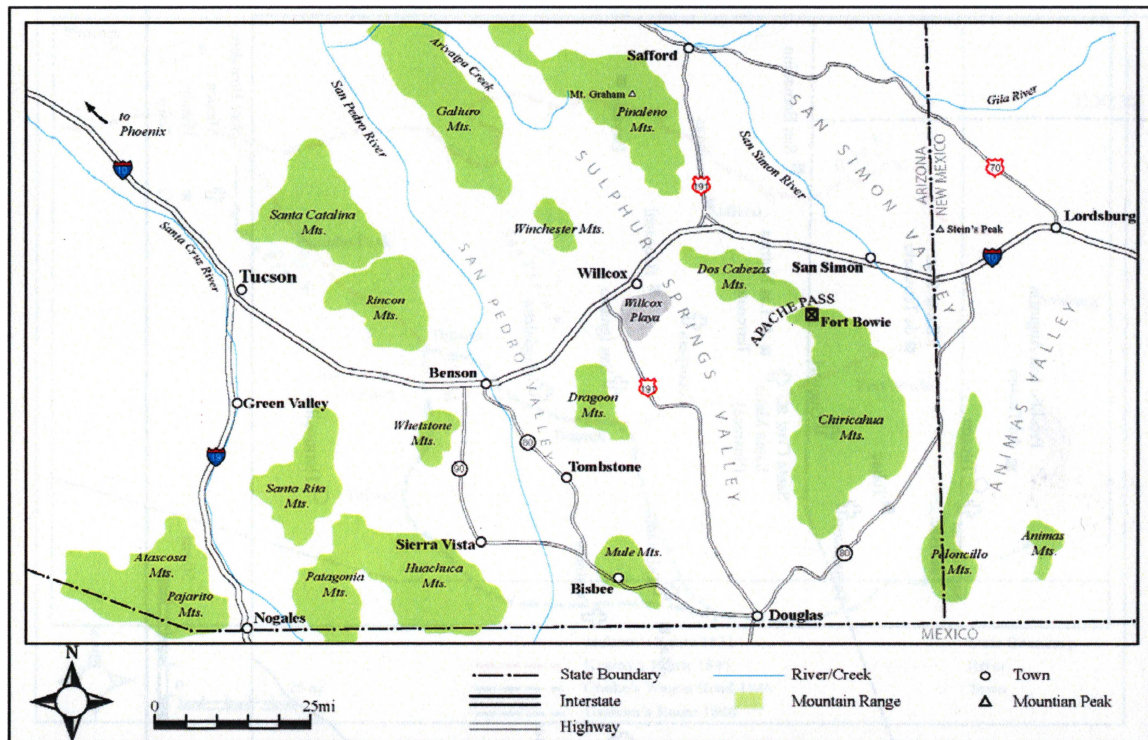 Safford
Aravaipa Creek
San Pedro River
Galiuro
Mts.
Mt. Graham
Pinaleno
Mts.
Gila River
to
Phoenix
10
SAN SIMON VALLEY
San Simon River
ARIZONA
NEW MEXICO
70
191
Santa Catalina
Mts.
Winchester Mts.
SULPHUR SPRINGS VALLEY
Lordsburg
Stein's Peak
Santa Cruz River
Tucson
Rincon
Mts.
SAN PEDRO VALLEY
Willcox
Willcox
Playa
Dos Cabezas
Mts.
San Simon
10
APACHE PASS
Fort Bowie
ANIMAS VALLEY
Benson
191
Green Valley
Dragoon
Mts.
Whetstone
Mts.
80
Chiricahua
Mts.
19
90
Tombstone
Santa Rita
Mts.
Sierra Vista
Atascosa
Mts.
Pajarito
Mts.
Patagonia
Mts.
Huachuca
Mts.
Mule Mts.
Bisbee
80
Peloncillo
Mts.
Animas
Mts.
Nogales
Douglas
MEXICO
N
0 25mi
State Boundary
Interstate
Highway
River/Creek
Mountain Range
Town
Mountian Peak